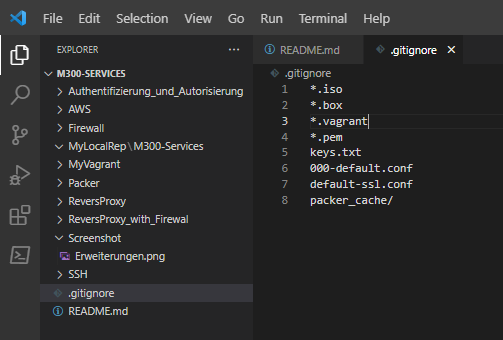 File Edit Selection View Go Run Terminal Help
EXPLORER
README.md
.gitignore
M300-SERVICES
Authentifizierung_und_Autorisierung
AWS
Firewall
MyLocalRep\M300-Services
MyVagrant
Packer
ReversProxy
ReversProxy_with_Firewal
Screenshot
Erweiterungen.png
SSH
.gitignore
README.md
.gitignore
1 *.iso
2 *.box
3 *.vagrant
4 *.pem
5 keys.txt
6 000-default.conf
7 default-ssl.conf
8 packer_cache/